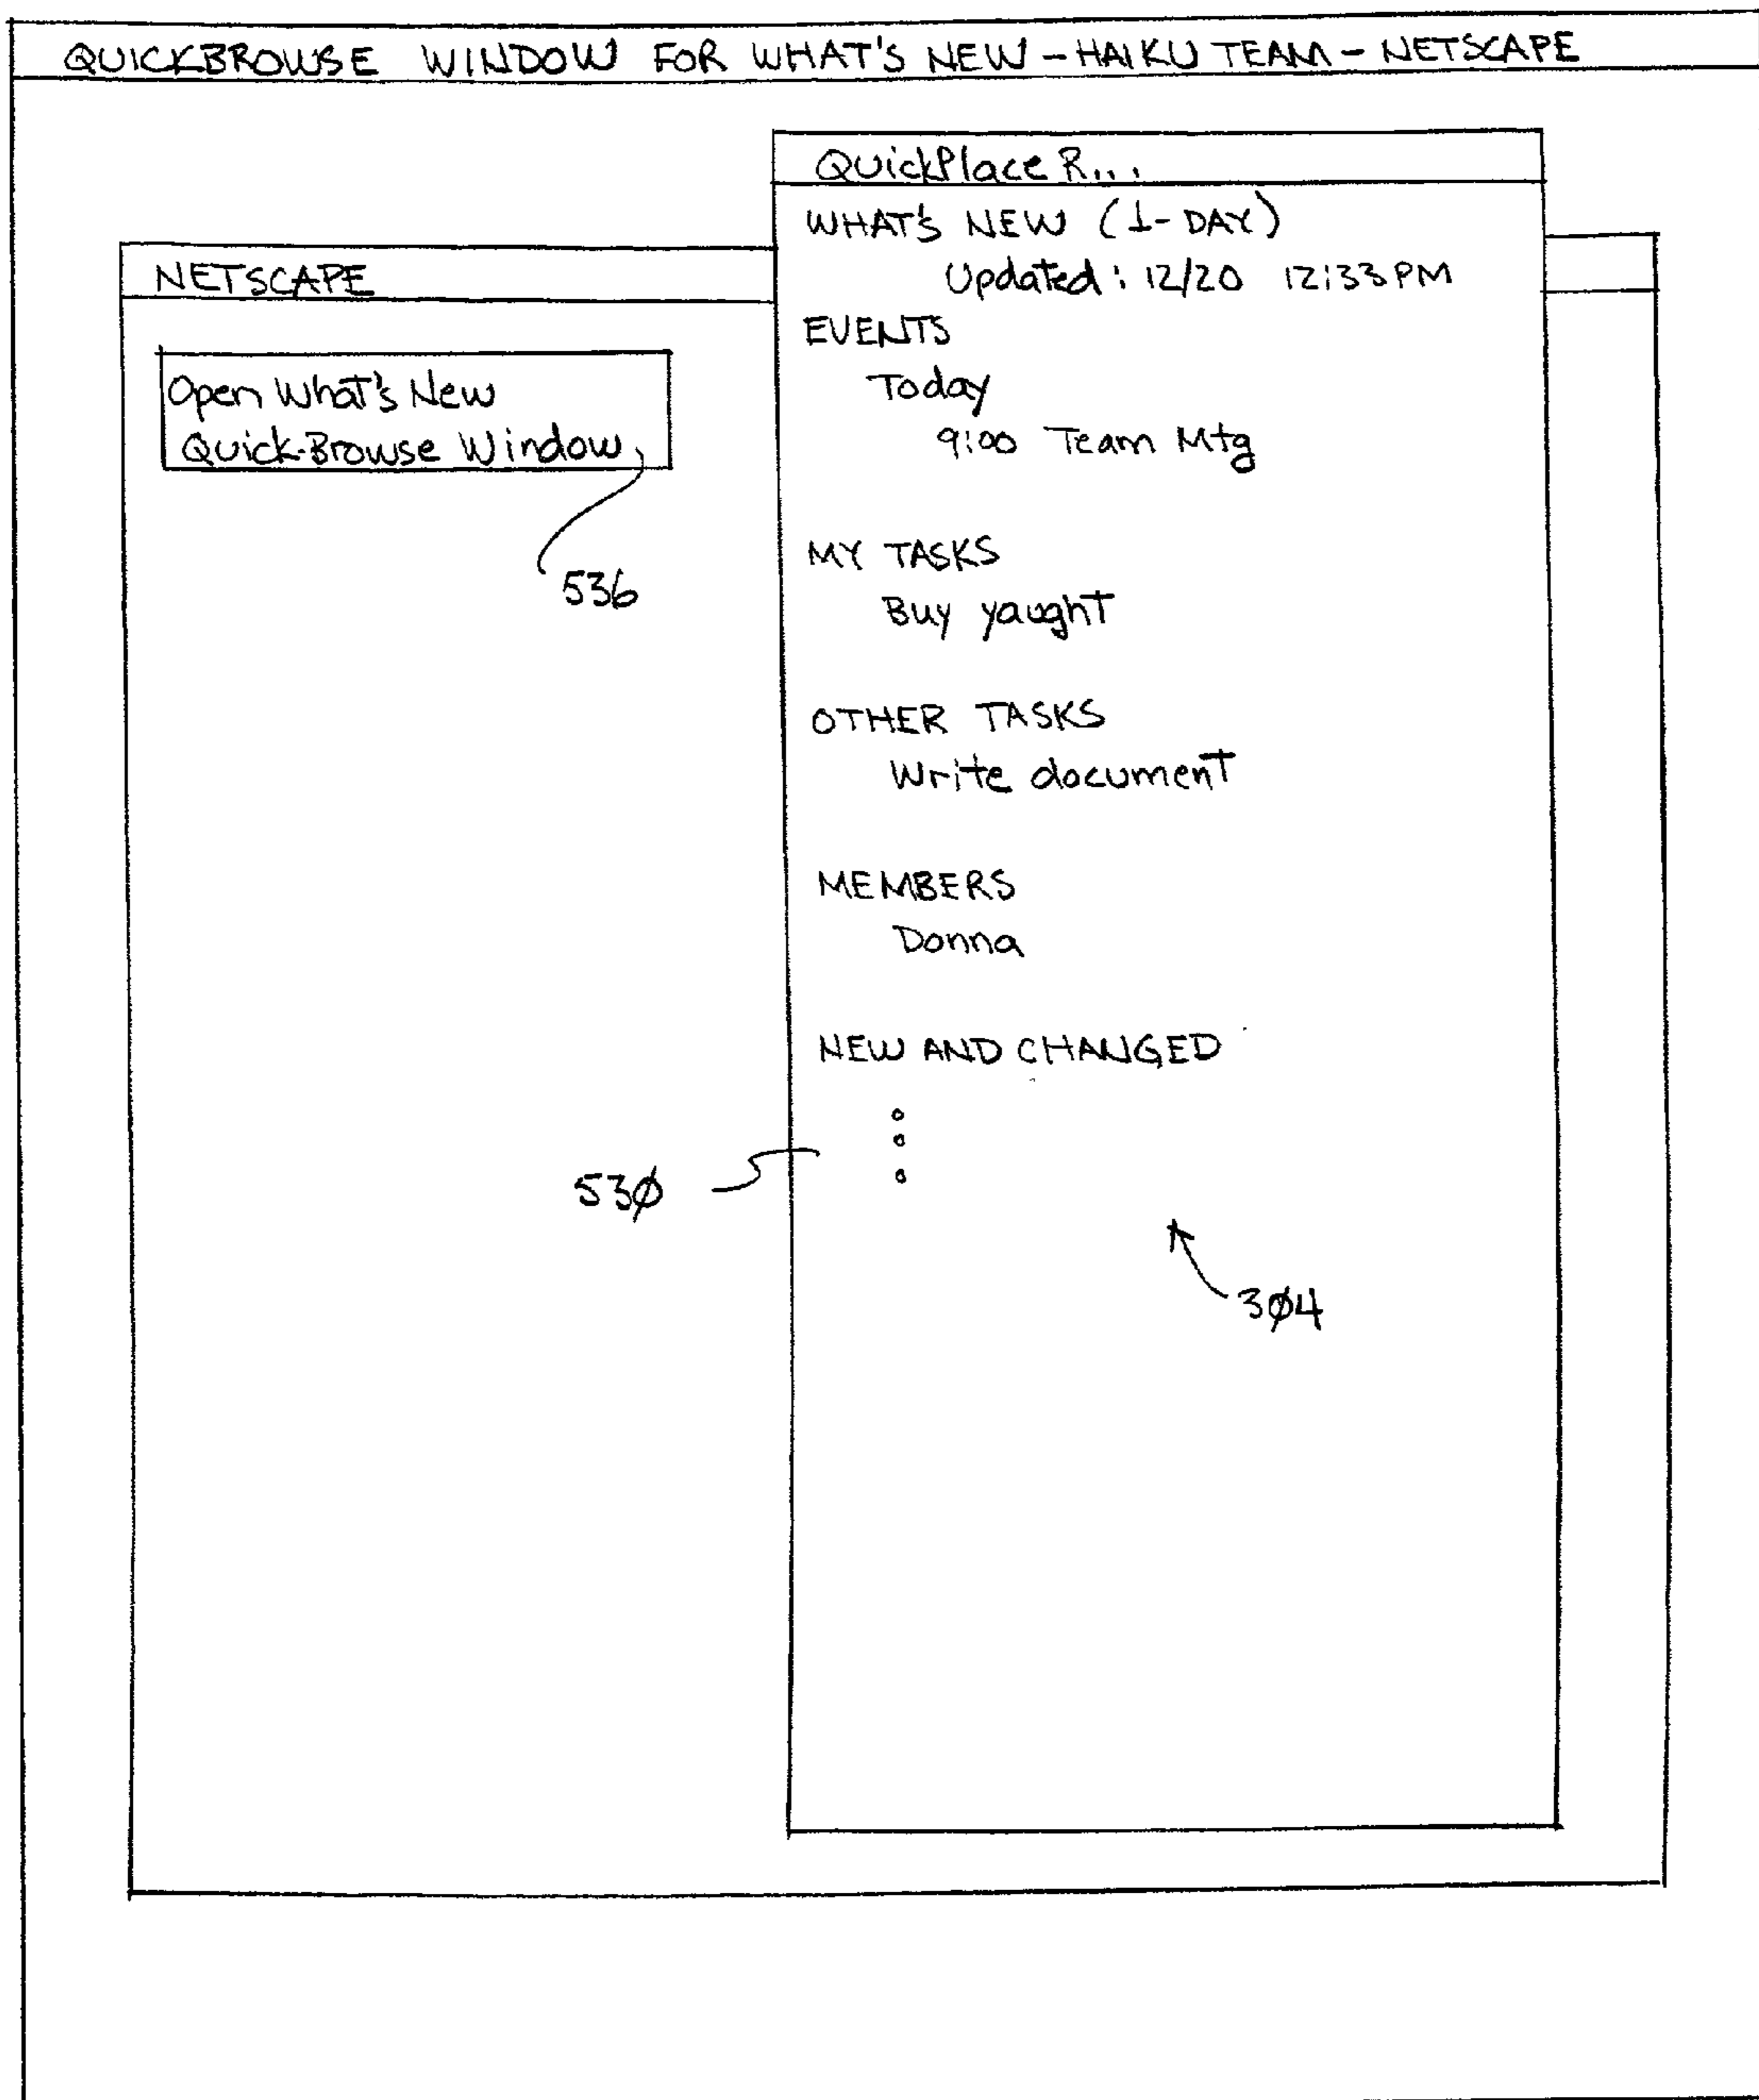 QUICKBROWSE WINDOW FOR WHAT'S NEW - HAIKU TEAM - NETSCAPE
NETSCAPE
Open What's New
Quick-Browse Window
536
QuickPlace R...
WHAT'S NEW (1-DAY)
Updated: 12/20 12:33 PM
EVENTS
Today
9:00 Team Mtg
MY TASKS
Buy yaught
OTHER TASKS
Write document
MEMBERS
Donna
NEW AND CHANGED
530
304